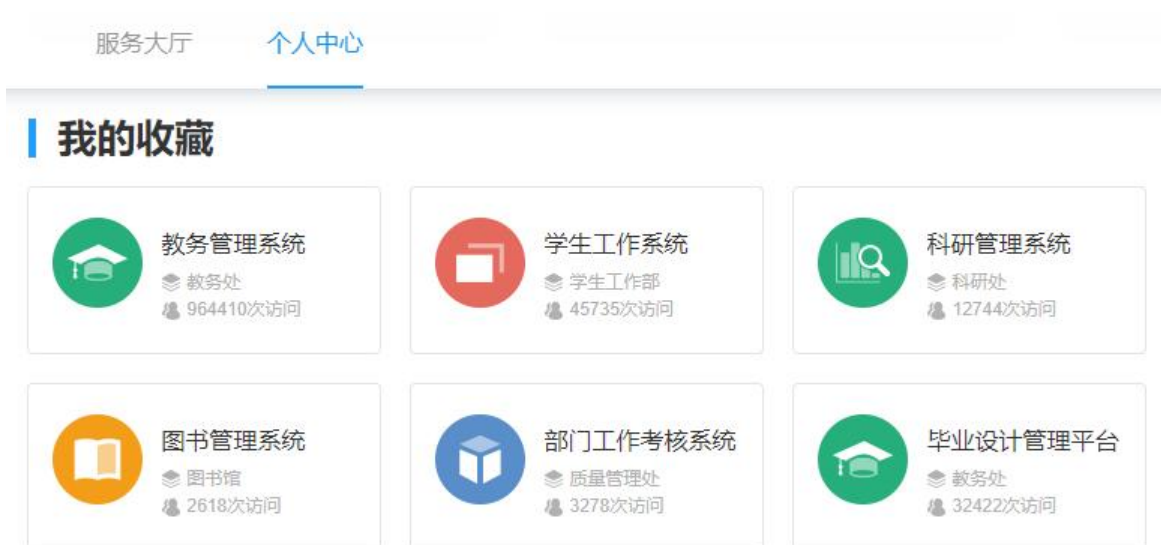 服务大厅 个人中心
我的收藏
教务管理系统
教务处
964410次访问
学生工作系统
学生工作部
45735次访问
科研管理系统
科研处
12744次访问
图书管理系统
图书馆
2618次访问
部门工作考核系统
质量管理处
3278次访问
毕业设计管理平台
教务处
32422次访问